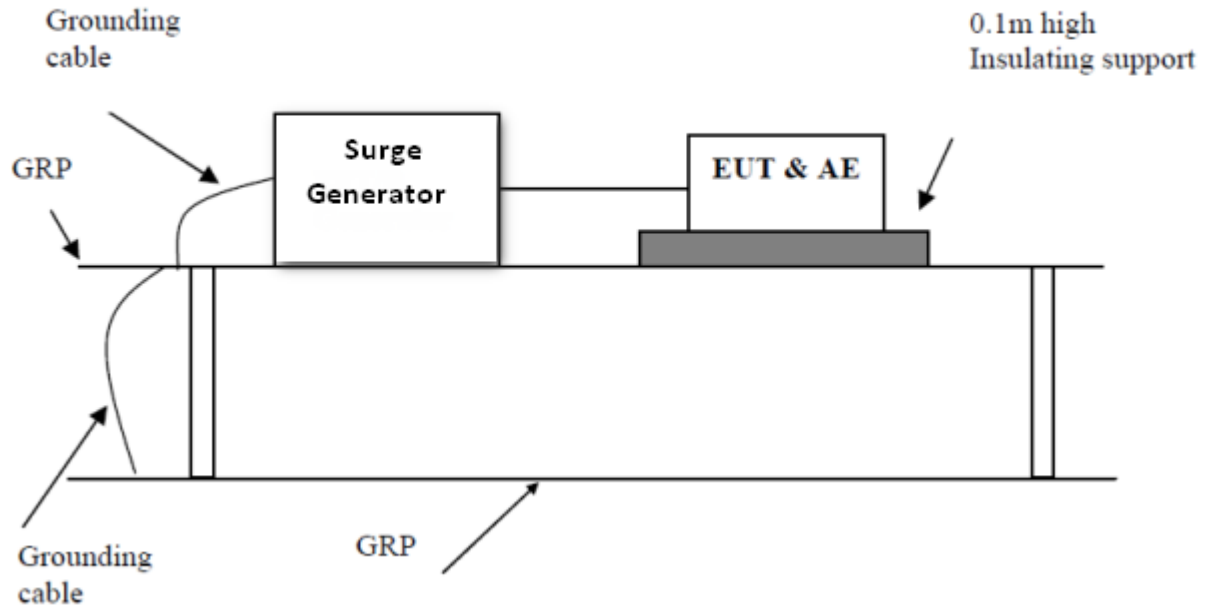 Grounding
cable
0.1m high
Insulating support
GRP
Surge
Generator
EUT & AE
Grounding
cable
GRP